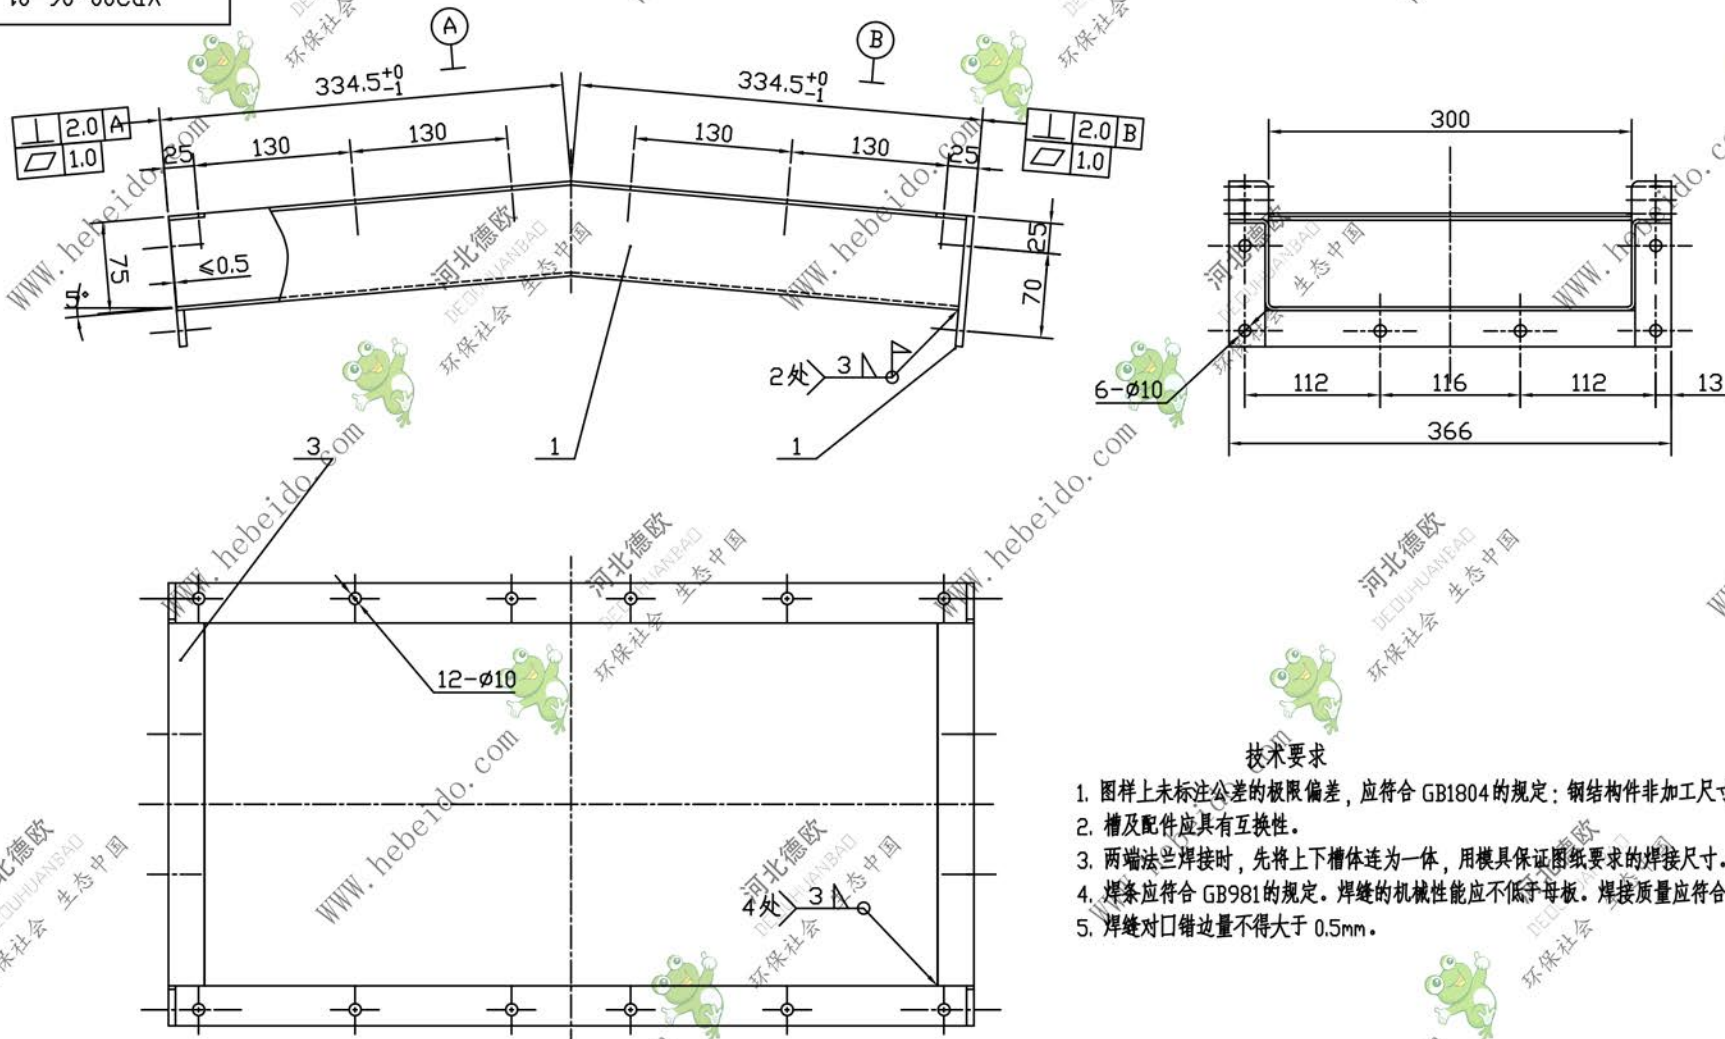 A
B
334.5+0-1
334.5+0-1
⊥ 2.0 A
▱ 1.0
⊥ 2.0 B
▱ 1.0
25
130
130
130
130
25
300
75
≤0.5
25
70
2处 3
6-ø10
112
116
112
13
366
3
1
1
12-ø10
4处 3
技术要求
1. 图样上未标注公差的极限偏差, 应符合 GB1804的规定; 钢结构件非加工尺寸
2. 槽及配件应具有互换性。
3. 两端法兰焊接时, 先将上下槽体连为一体, 用模具保证图纸要求的焊接尺寸。
4. 焊条应符合 GB981的规定。焊缝的机械性能应不低于母板。焊接质量应符合
5. 焊缝对口错边量不得大于 0.5mm。
WWW.hebeido.com
河北德欧
DEOUHUANBAO
环保社会 生态中国